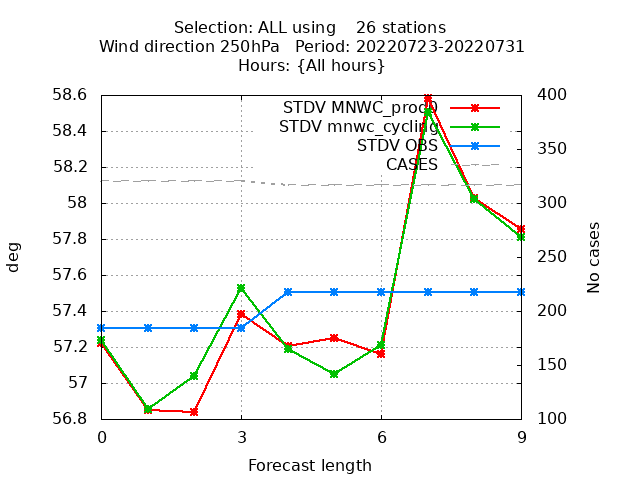 Selection: ALL using    26 stations
Wind direction 250hPa   Period: 20220723-20220731
Hours: {All hours}
58.6
58.4
58.2
58
57.8
57.6
57.4
57.2
57
56.8
deg
STDV MNWC_prod0
STDV mnwc_cycling
STDV OBS
CASES
400
350
300
250
200
150
100
No cases
0
3
6
9
Forecast length